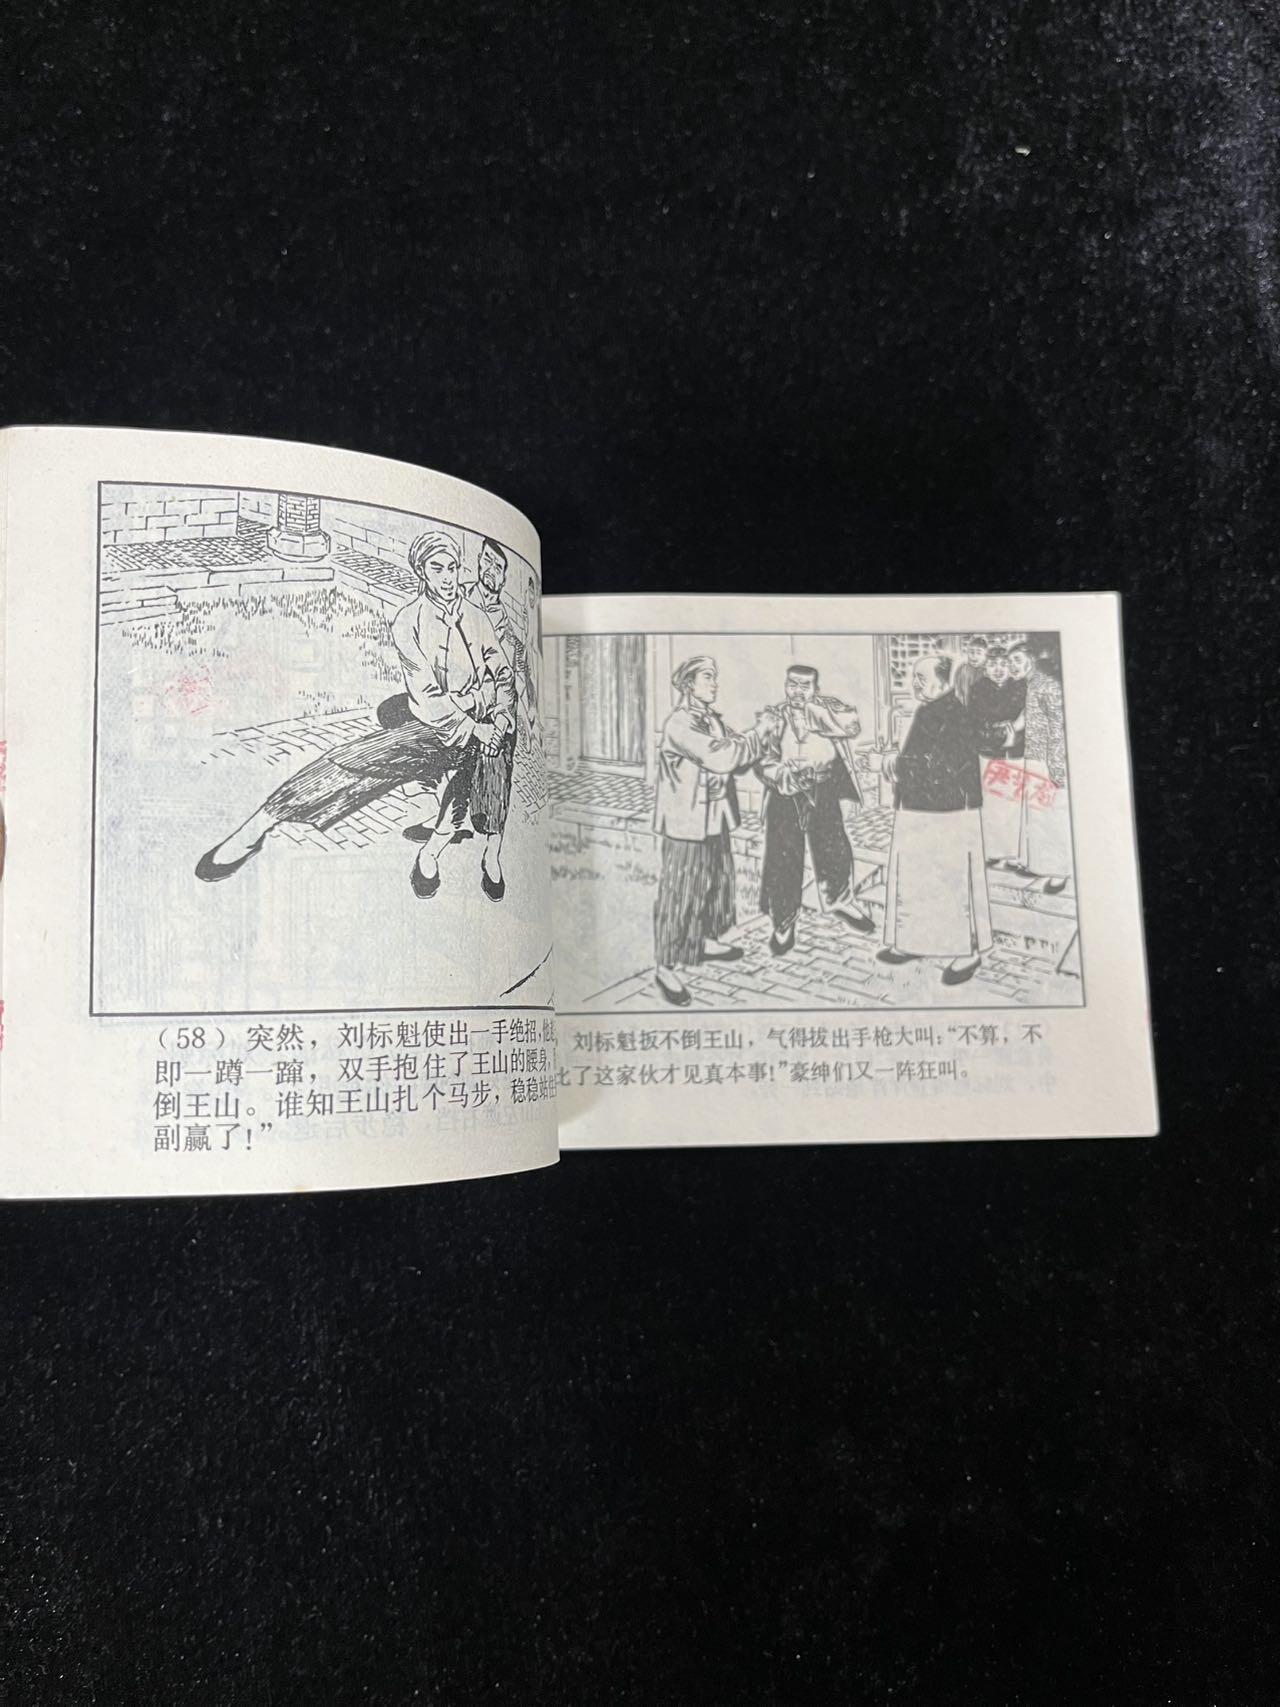 （58）突然，刘标魁使出一手绝招，他
即一蹲一蹿，双手抱住了王山的腰身，
倒王山。谁知王山扎个马步，稳稳站
副赢了！”
刘标魁扳不倒王山，气得拔出手枪大叫：“不算，不
比了这家伙才见真本事！”豪绅们又一阵狂叫。